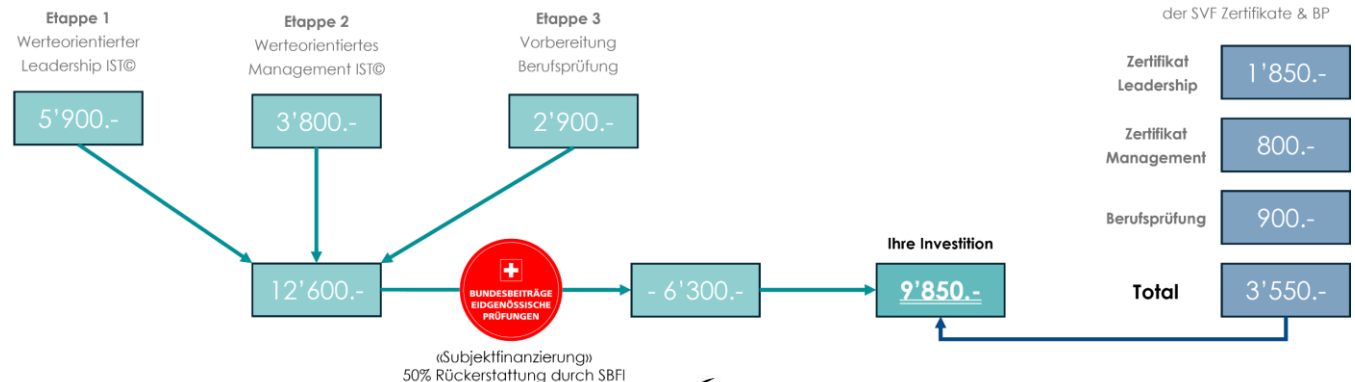 Etappe 1
Werteorientierter
Leadership IST©
5'900.-
Etappe 2
Werteorientiertes
Management IST©
3'800.-
Etappe 3
Vorbereitung
Berufsprüfung
2'900.-
12'600.-
BUNDESBEITRÄGE
EIDGENÖSSISCHE
PRÜFUNGEN
«Subjektfinanzierung»
50% Rückerstattung durch SBFI
- 6'300.-
Ihre Investition
9'850.-
der SVF Zertifikate & BP
Zertifikat
Leadership
1'850.-
Zertifikat
Management
800.-
Berufsprüfung
900.-
Total
3'550.-